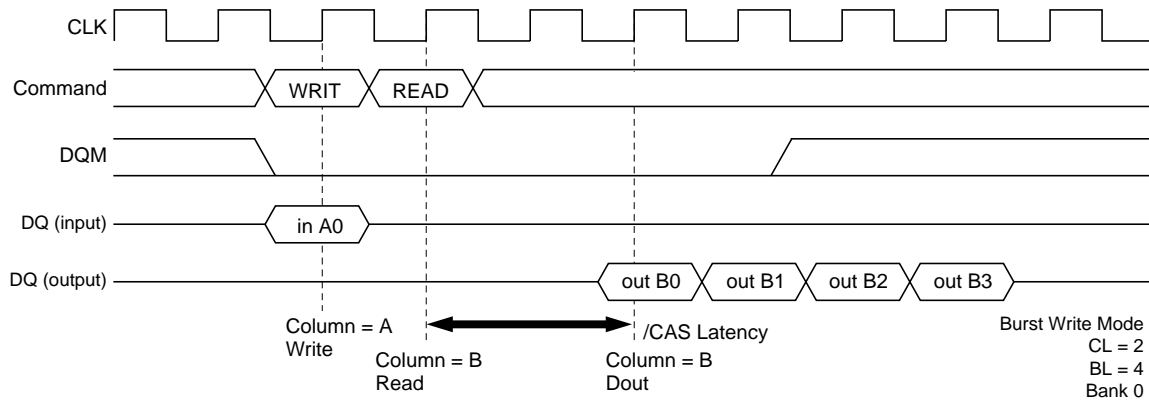 CLK
Command
WRIT
READ
DQM
DQ (input)
in A0
DQ (output)
out B0
out B1
out B2
out B3
Column = A
Write
Column = B
Read
/CAS Latency
Column = B
Dout
Burst Write Mode
CL = 2
BL = 4
Bank 0